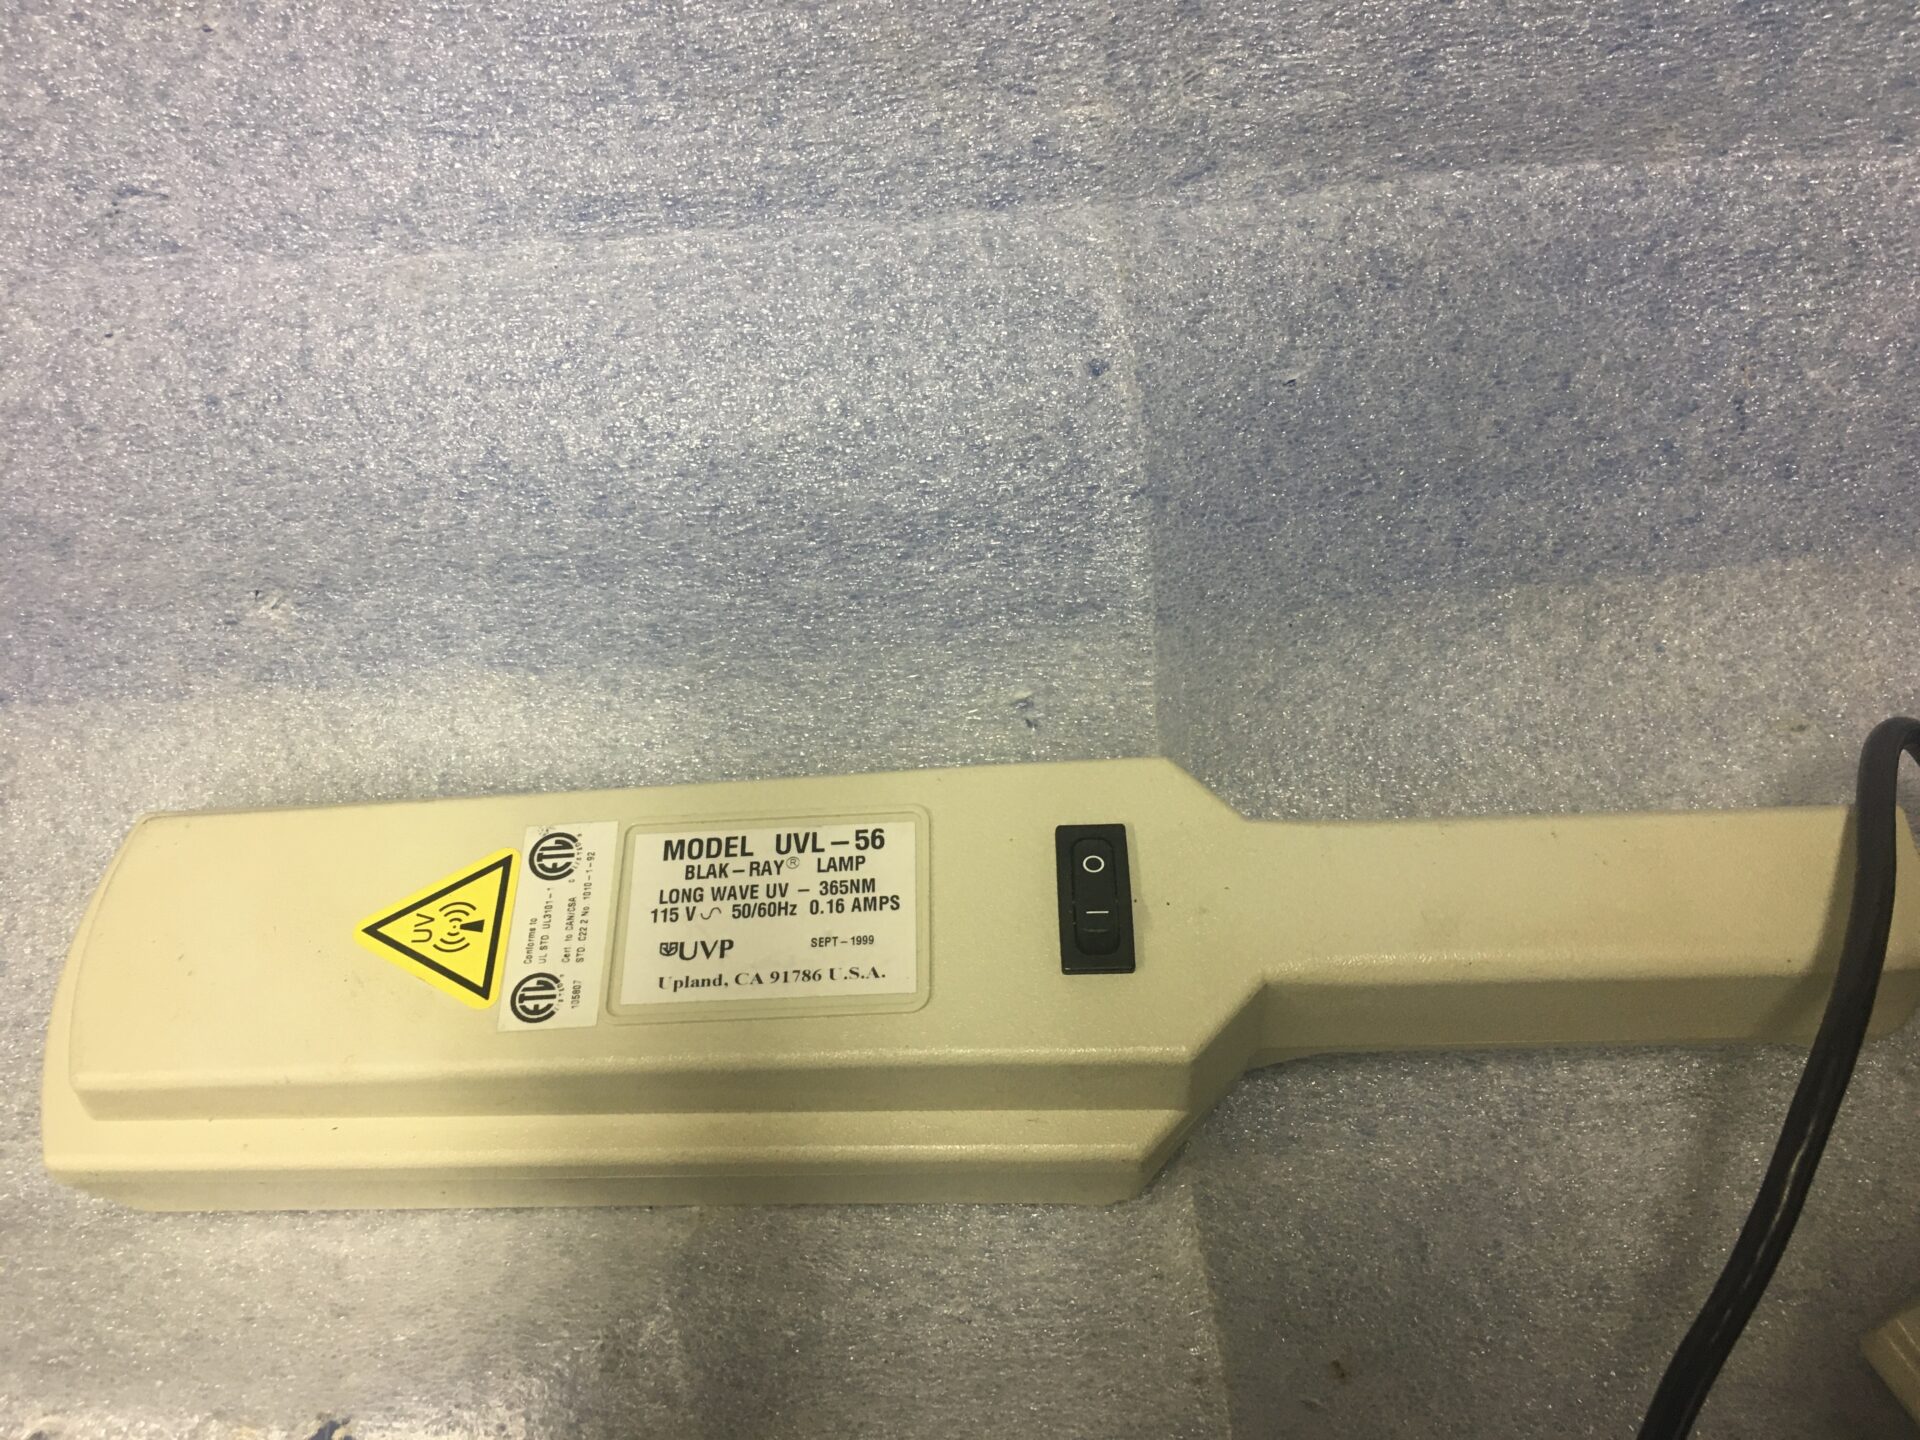 MODEL UVL-56
BLAK-RAY® LAMP
LONG WAVE UV - 365NM
115 V ∿ 50/60Hz 0.16 AMPS
UVP SEPT-1999
Upland, CA 91786 U.S.A.
UV
ETL
Conforms to
UL STD UL3101-1
Cert. to CAN/CSA
STD C22.2 No. 1010-1-92
ETL
105807
O
|